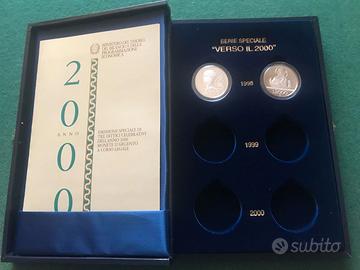 MINISTERO DEL TESORO
DEL BILANCIO E DELLA
PROGRAMMAZIONE
ECONOMICA
2
0
ANNO
0
0
EMISSIONE SPECIALE DI
TRE DITTICI CELEBRATIVI
DELL'ANNO 2000
MONETE D'ARGENTO
A CORSO LEGALE
SERIE SPECIALE
"VERSO IL 2000"
1998
1999
2000
subito